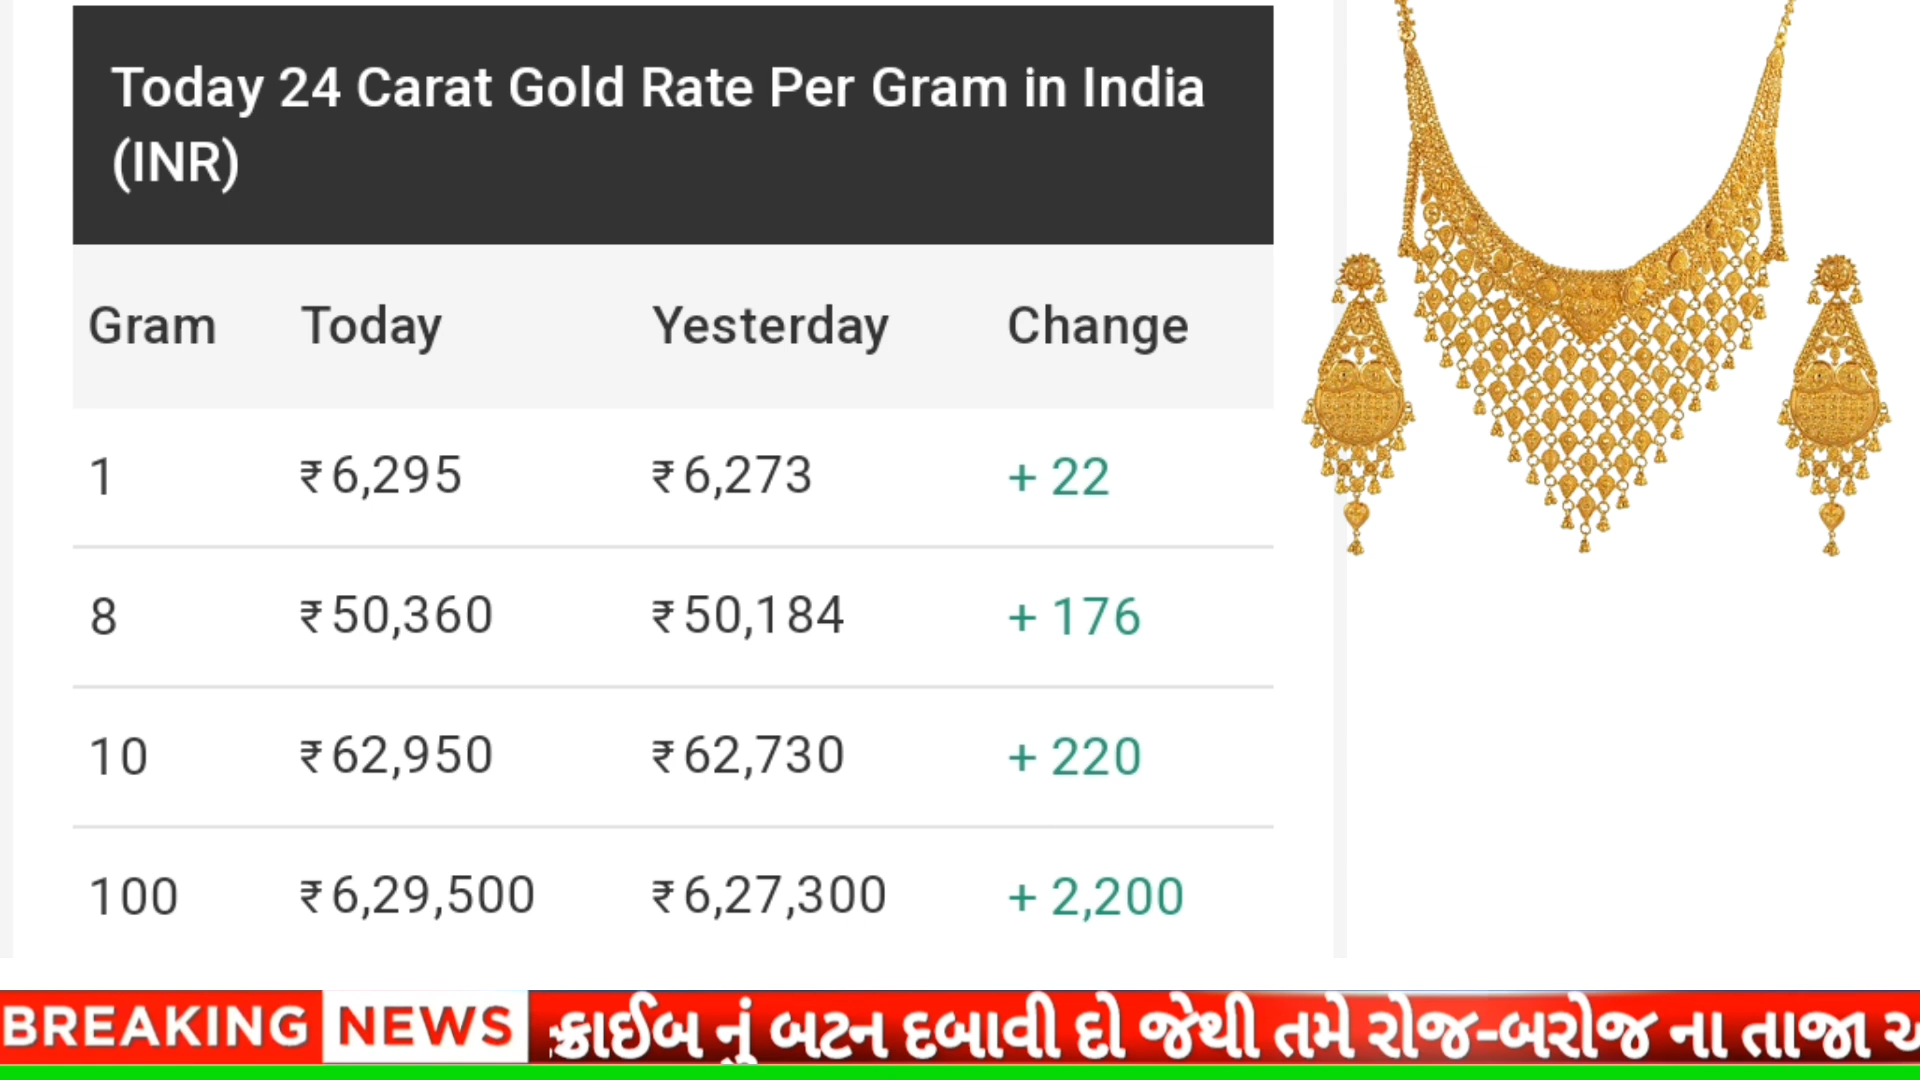 Today 24 Carat Gold Rate Per Gram in India
(INR)
Gram Today Yesterday Change
1 ₹6,295 ₹6,273 + 22
8 ₹50,360 ₹50,184 + 176
10 ₹62,950 ₹62,730 + 220
100 ₹6,29,500 ₹6,27,300 + 2,200
BREAKING NEWS નું બટન દબાવી દો જેથી તમે રોજ-બરોજ ના તાજા